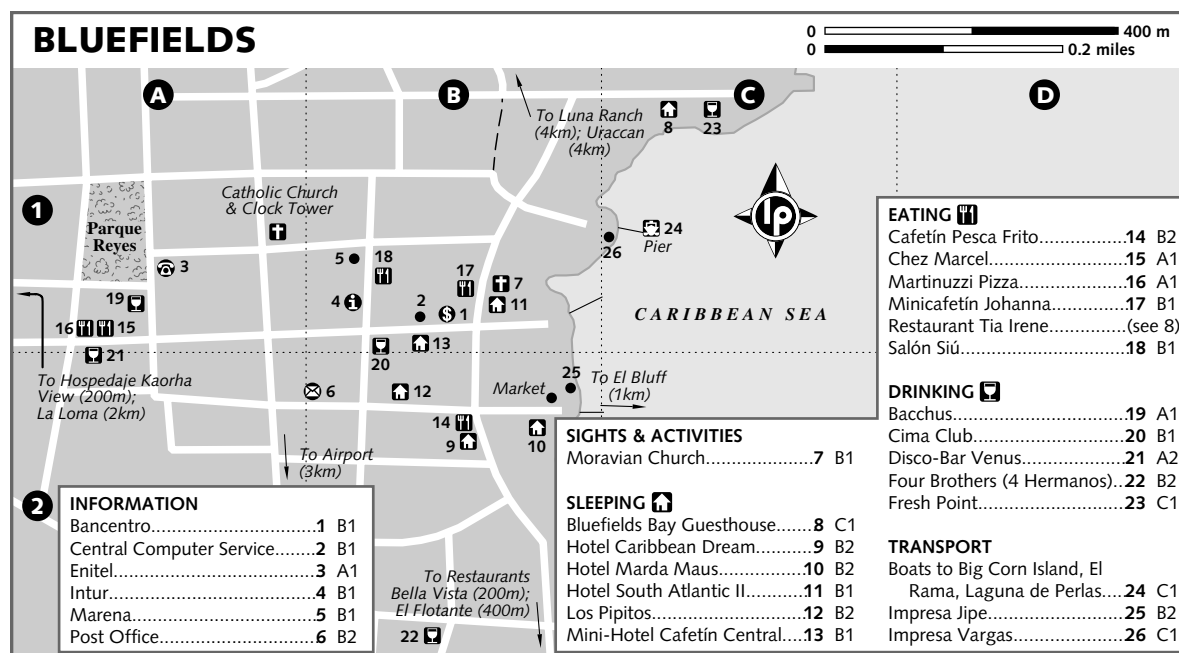 BLUEFIELDS
0 400 m
0 0.2 miles
A
B
C
D
To Luna Ranch
(4km); Uraccan
(4km)
8
23
1
Catholic Church
& Clock Tower
Parque
Reyes
lp
24
Pier
26
3
5
18
17
7
4
2
1
11
19
16
15
21
20
13
CARIBBEAN SEA
To Hospedaje Kaorha
View (200m);
La Loma (2km)
6
12
Market
25
To El Bluff
(1km)
14
9
10
To Airport
(3km)
2
To Restaurants
Bella Vista (200m);
El Flotante (400m)
22
INFORMATION
Bancentro...............................1 B1
Central Computer Service.......2 B1
Enitel......................................3 A1
Intur.......................................4 B1
Marena...................................5 B1
Post Office..............................6 B2
SIGHTS & ACTIVITIES
Moravian Church.......................7 B1
SLEEPING
Bluefields Bay Guesthouse.......8 C1
Hotel Caribbean Dream...........9 B2
Hotel Marda Maus.................10 B2
Hotel South Atlantic II............11 B1
Los Pipitos.............................12 B2
Mini-Hotel Cafetín Central....13 B1
EATING
Cafetín Pesca Frito................14 B2
Chez Marcel..........................15 A1
Martinuzzi Pizza....................16 A1
Minicafetín Johanna..............17 B1
Restaurant Tia Irene.............(see 8)
Salón Siú...............................18 B1
DRINKING
Bacchus................................19 A1
Cima Club.............................20 B1
Disco-Bar Venus....................21 A2
Four Brothers (4 Hermanos)..22 B2
Fresh Point............................23 C1
TRANSPORT
Boats to Big Corn Island, El
Rama, Laguna de Perlas....24 C1
Impresa Jipe..........................25 B2
Impresa Vargas......................26 C1